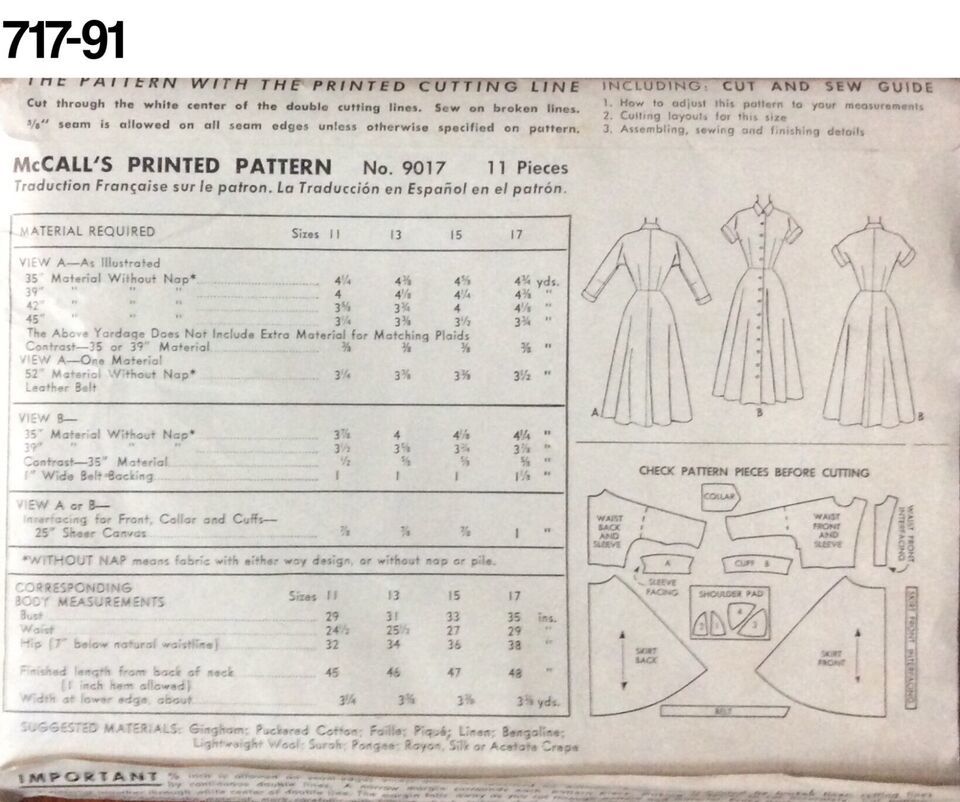 717-91
THE PATTERN WITH THE PRINTED CUTTING LINE
Cut through the white center of the double cutting lines. Sew on broken lines.
5/8" seam is allowed on all seam edges unless otherwise specified on pattern.
INCLUDING: CUT AND SEW GUIDE
1. How to adjust this pattern to your measurements
2. Cutting layouts for this size
3. Assembling, sewing and finishing details
McCALL'S PRINTED PATTERN No. 9017 11 Pieces
Traduction Française sur le patron. La Traducción en Español en el patrón.
MATERIAL REQUIRED Sizes 11 13 15 17
VIEW A—As Illustrated
35" Material Without Nap* 4¼ 4⅜ 4⅝ 4¾ yds.
39" " " 4 4⅛ 4¼ 4⅜ "
42" " " 3⅝ 3¾ 4 4⅛ "
45" " " 3¼ 3⅜ 3½ 3¾ "
The Above Yardage Does Not Include Extra Material for Matching Plaids
Contrast—35 or 39" Material ⅜ ⅜ ⅜ ⅜ "
VIEW A—One Material
52" Material Without Nap* 3¼ 3⅜ 3⅜ 3½ "
Leather Belt
VIEW B—
35" Material Without Nap* 3⅞ 4 4⅛ 4¼ "
39" " " 3½ 3⅝ 3¾ 3⅞ "
Contrast—35" Material ½ ⅝ ⅝ ⅝ "
1" Wide Belt-Backing 1 1 1 1⅛ "
VIEW A or B—
Interfacing for Front, Collar and Cuffs—
25" Sheer Canvas ⅞ ⅞ ⅞ 1 "
*WITHOUT NAP means fabric with either way design, or without nap or pile.
CORRESPONDING
BODY MEASUREMENTS Sizes 11 13 15 17
Bust 29 31 33 35 ins.
Waist 24½ 25½ 27 29 "
Hip (7" below natural waistline) 32 34 36 38 "
Finished length from back of neck 45 46 47 48 "
(1 inch hem allowed)
Width at lower edge, about 3¼ 3⅜ 3⅜ 3⅜ yds.
SUGGESTED MATERIALS: Gingham; Puckered Cotton; Faille; Piqué; Linen; Bengaline;
Lightweight Wool; Surah; Pongee; Rayon, Silk or Acetate Crepe
A B B
CHECK PATTERN PIECES BEFORE CUTTING
COLLAR
WAIST
BACK
AND
SLEEVE
WAIST
FRONT
AND
SLEEVE
WAIST FRONT
INTERFACING
A
CUFF B
SLEEVE
FACING
SHOULDER PAD
2 3 4 3
SKIRT
BACK
SKIRT
FRONT
SKIRT FRONT INTERFACING
BELT
IMPORTANT